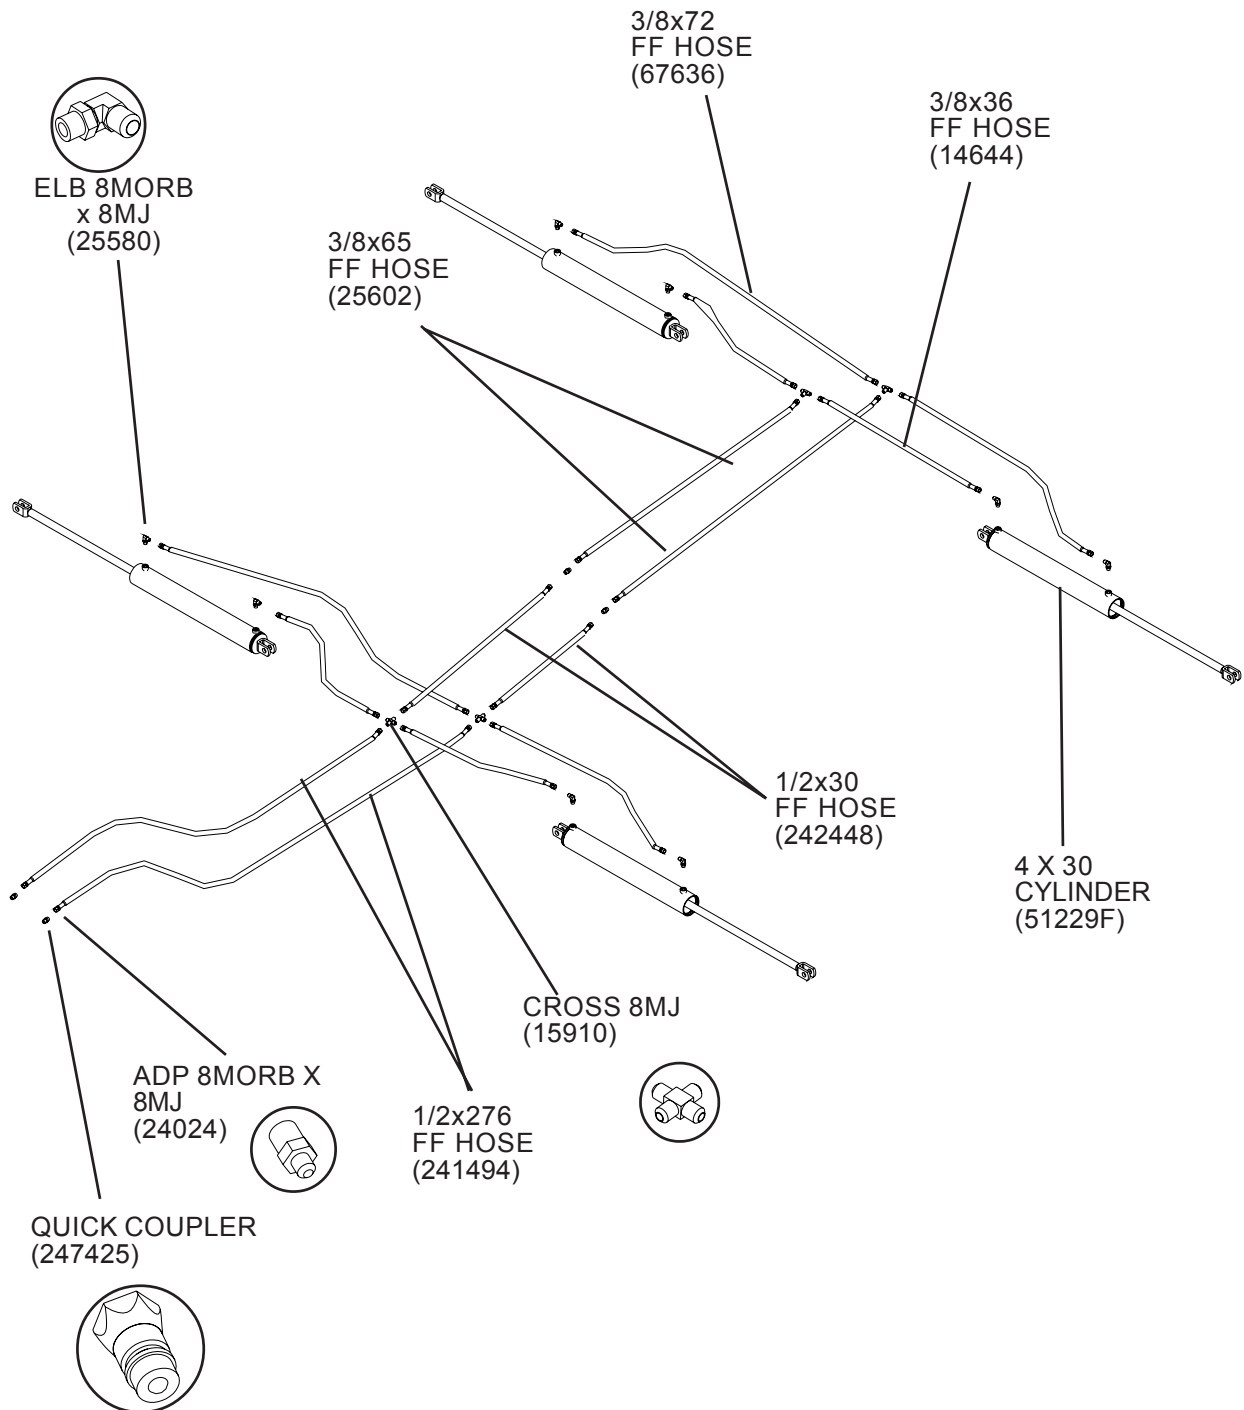 3/8x72
FF HOSE
(67636)
3/8x36
FF HOSE
(14644)
ELB 8MORB
x 8MJ
(25580)
3/8x65
FF HOSE
(25602)
1/2x30
FF HOSE
(242448)
4 X 30
CYLINDER
(51229F)
CROSS 8MJ
(15910)
ADP 8MORB X
8MJ
(24024)
1/2x276
FF HOSE
(241494)
QUICK COUPLER
(247425)